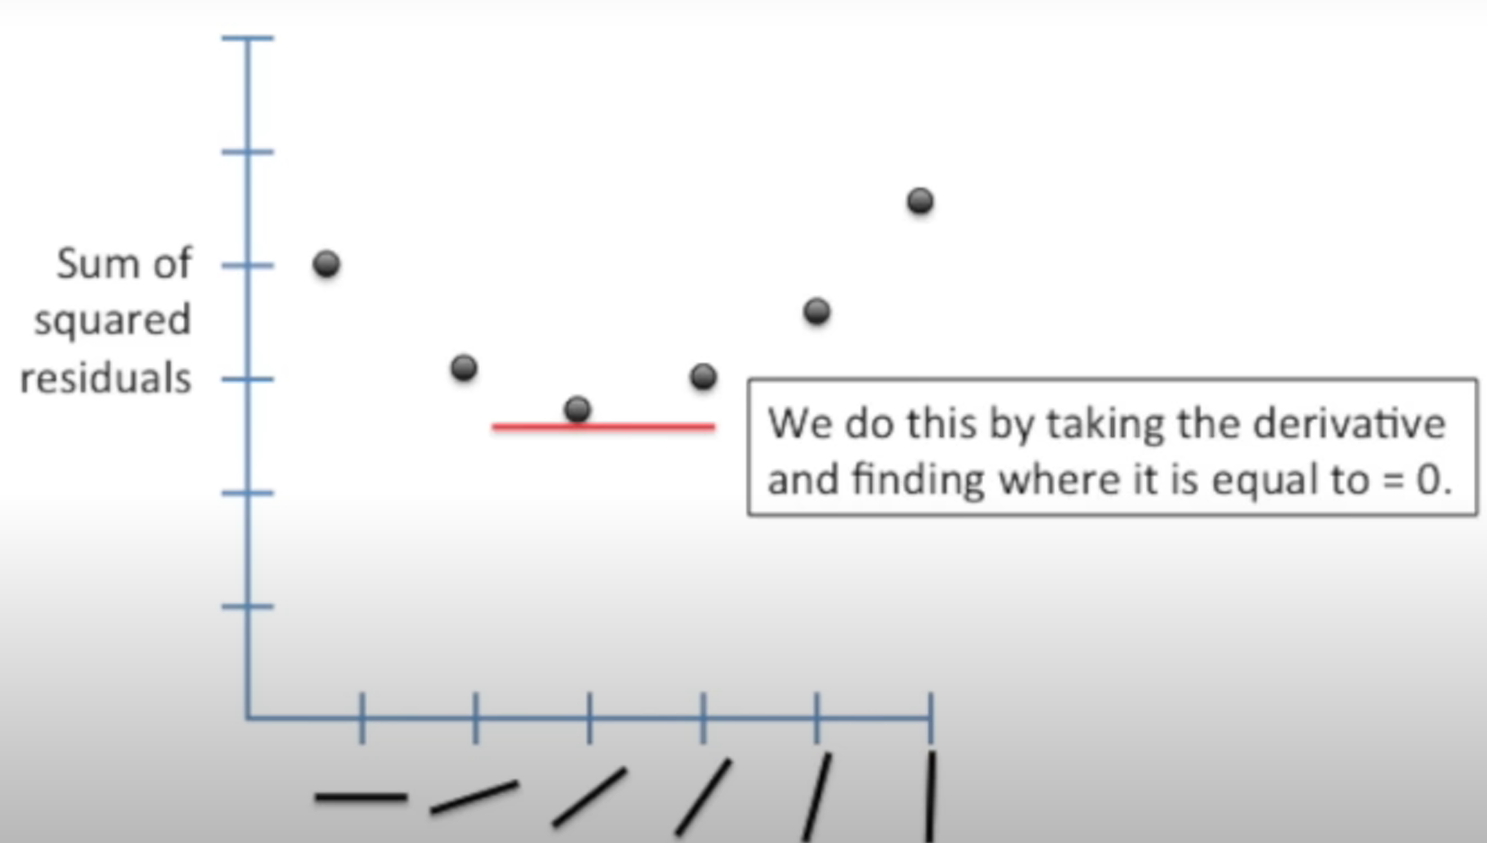 Sum of
squared
residuals
We do this by taking the derivative
and finding where it is equal to = 0.